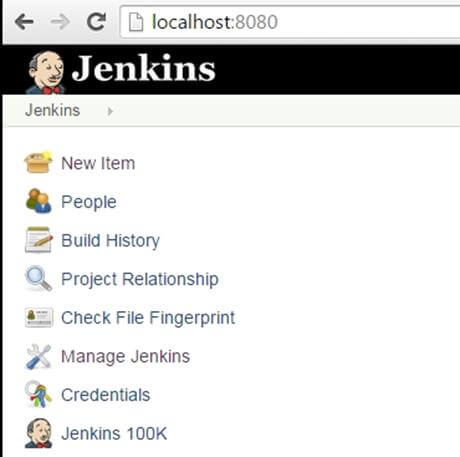 localhost:8080
Jenkins
Jenkins
New Item
People
Build History
Project Relationship
Check File Fingerprint
Manage Jenkins
Credentials
Jenkins 100K